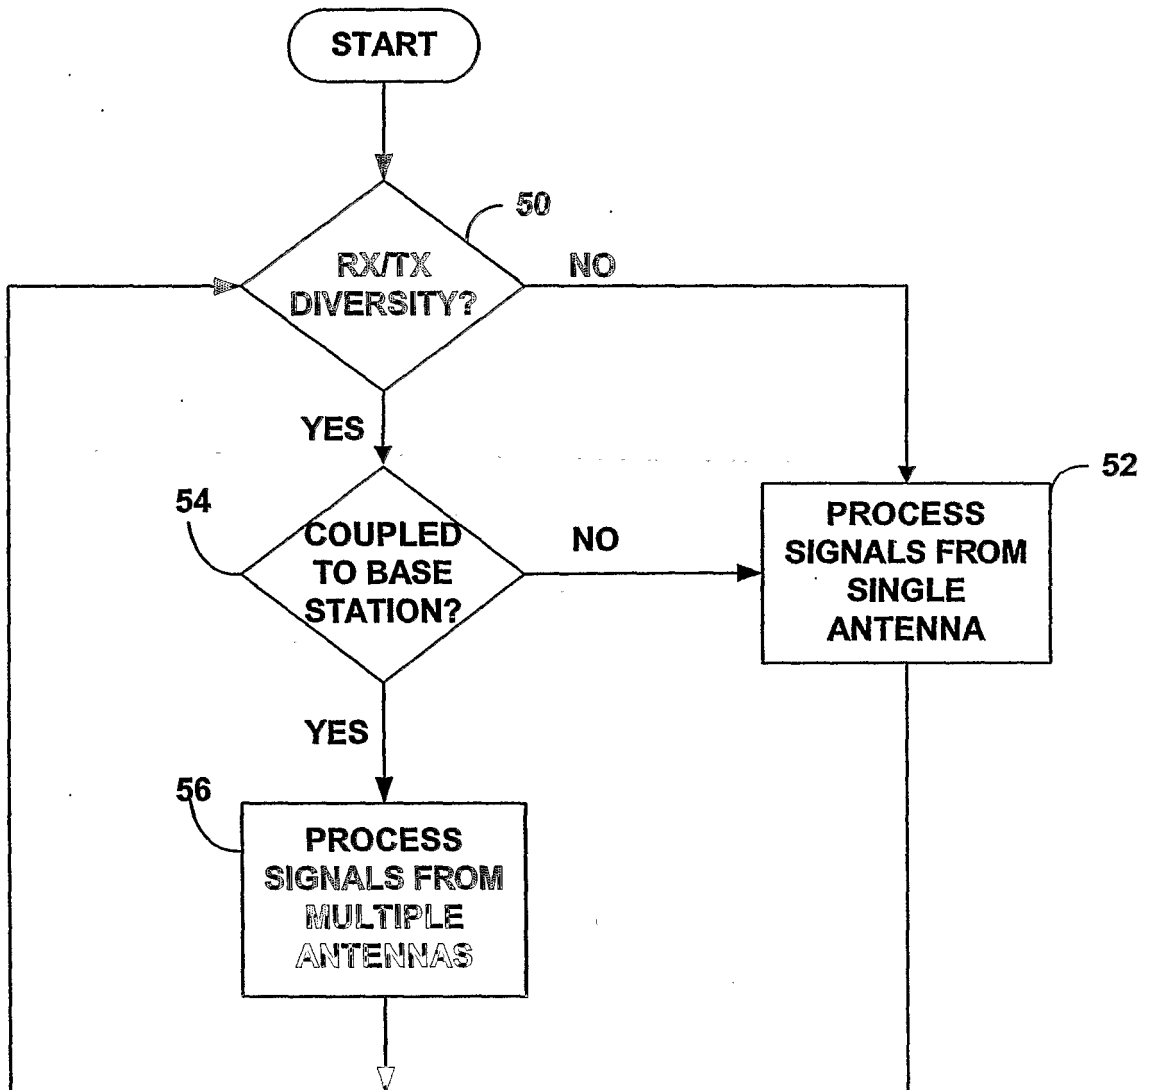 START
50
RX/TX
DIVERSITY?
NO
YES
54
COUPLED
TO BASE
STATION?
NO
52
PROCESS
SIGNALS FROM
SINGLE
ANTENNA
YES
56
PROCESS
SIGNALS FROM
MULTIPLE
ANTENNAS